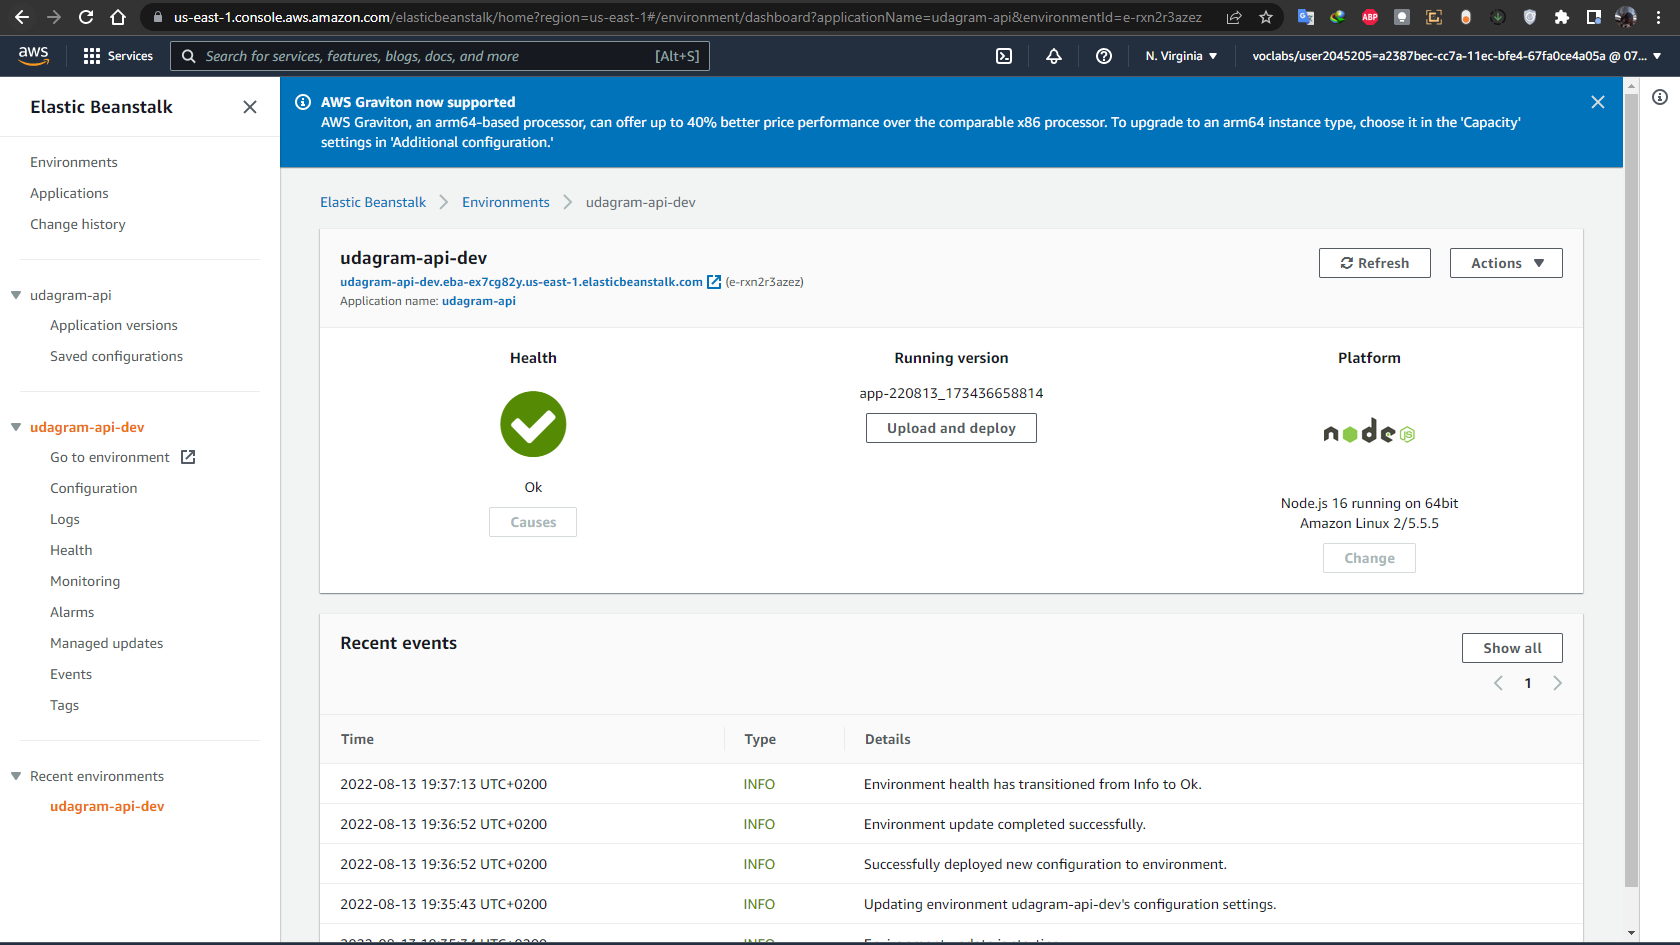 us-east-1.console.aws.amazon.com/elasticbeanstalk/home?region=us-east-1#/environment/dashboard?applicationName=udagram-api&environmentId=e-rxn2r3azez
ABP
aws
Services
Search for services, features, blogs, docs, and more
[Alt+S]
N. Virginia
voclabs/user2045205=a2387bec-cc7a-11ec-bfe4-67fa0ce4a05a @ 07...
Elastic Beanstalk
Environments
Applications
Change history
udagram-api
Application versions
Saved configurations
udagram-api-dev
Go to environment
Configuration
Logs
Health
Monitoring
Alarms
Managed updates
Events
Tags
Recent environments
udagram-api-dev
AWS Graviton now supported
AWS Graviton, an arm64-based processor, can offer up to 40% better price performance over the comparable x86 processor. To upgrade to an arm64 instance type, choose it in the 'Capacity'
settings in 'Additional configuration.'
Elastic Beanstalk
Environments
udagram-api-dev
udagram-api-dev
udagram-api-dev.eba-ex7cg82y.us-east-1.elasticbeanstalk.com (e-rxn2r3azez)
Application name: udagram-api
Refresh
Actions
Health
Ok
Causes
Running version
app-220813_173436658814
Upload and deploy
Platform
node JS
Node.js 16 running on 64bit
Amazon Linux 2/5.5.5
Change
Recent events
Show all
1
Time Type Details
2022-08-13 19:37:13 UTC+0200 INFO Environment health has transitioned from Info to Ok.
2022-08-13 19:36:52 UTC+0200 INFO Environment update completed successfully.
2022-08-13 19:36:52 UTC+0200 INFO Successfully deployed new configuration to environment.
2022-08-13 19:35:43 UTC+0200 INFO Updating environment udagram-api-dev's configuration settings.